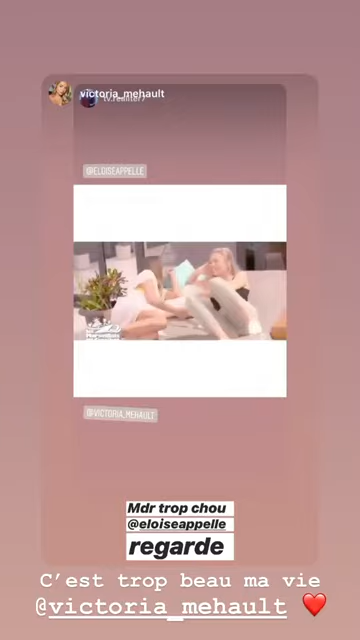 victoria_mehault
@ELOISEAPPELLE
@VICTORIA_MEHAULT
Mdr trop chou
@eloiseappelle
regarde
C'est trop beau ma vie
@victoria_mehault ❤️